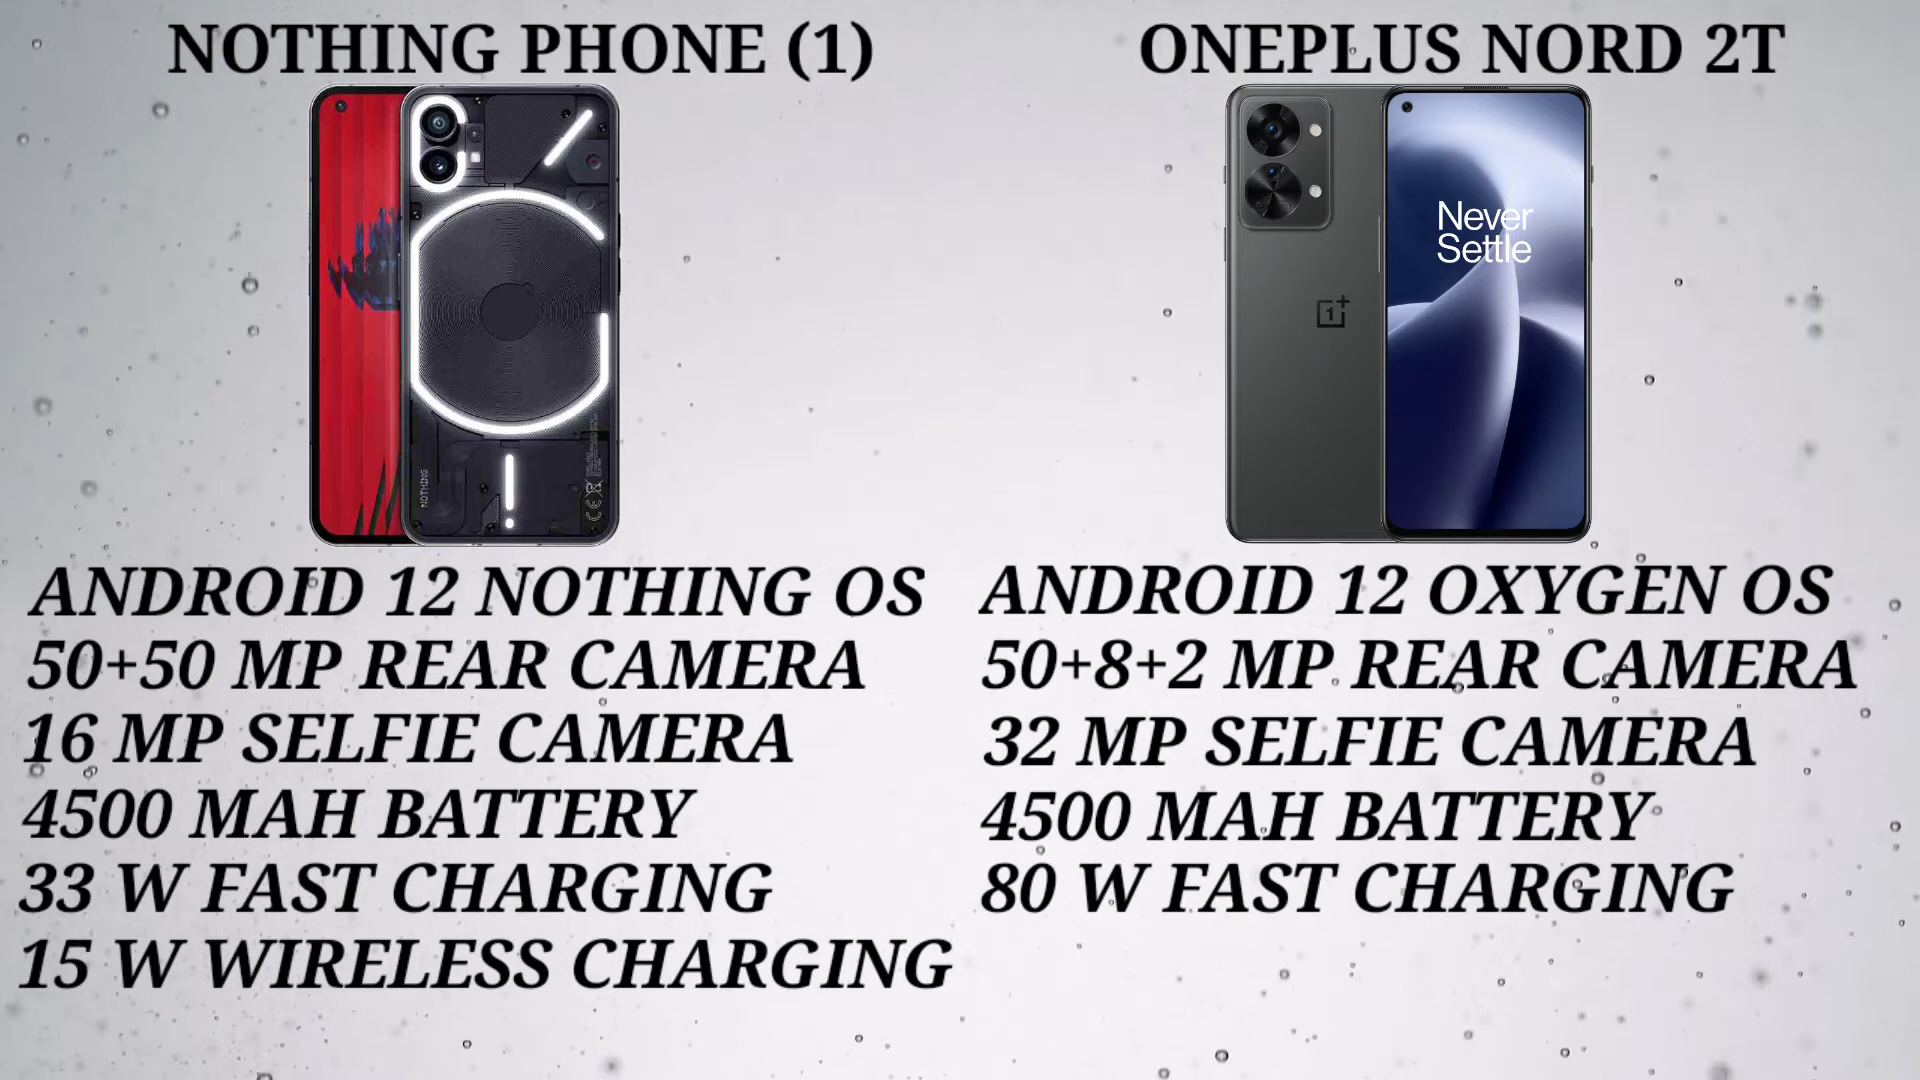 NOTHING PHONE (1)
NOTHING
ANDROID 12 NOTHING OS
50+50 MP REAR CAMERA
16 MP SELFIE CAMERA
4500 MAH BATTERY
33 W FAST CHARGING
15 W WIRELESS CHARGING
ONEPLUS NORD 2T
Never
Settle
ANDROID 12 OXYGEN OS
50+8+2 MP REAR CAMERA
32 MP SELFIE CAMERA
4500 MAH BATTERY
80 W FAST CHARGING